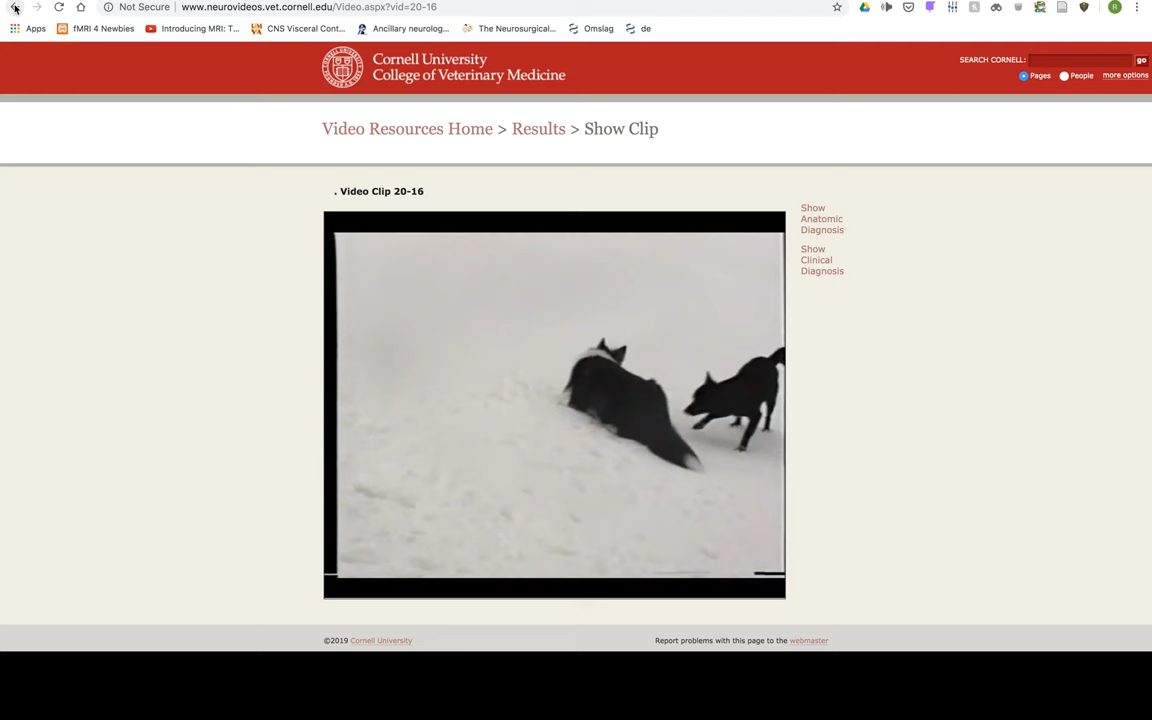 Not Secure | www.neurovideos.vet.cornell.edu/Video.aspx?vid=20-16
R
Apps fMRI 4 Newbies Introducing MRI: T... CNS Visceral Cont... Ancillary neurolog... The Neurosurgical... Omslag de
Cornell University
College of Veterinary Medicine
SEARCH CORNELL: go
Pages People more options
Video Resources Home > Results > Show Clip
. Video Clip 20-16
Show
Anatomic
Diagnosis
Show
Clinical
Diagnosis
©2019 Cornell University
Report problems with this page to the webmaster